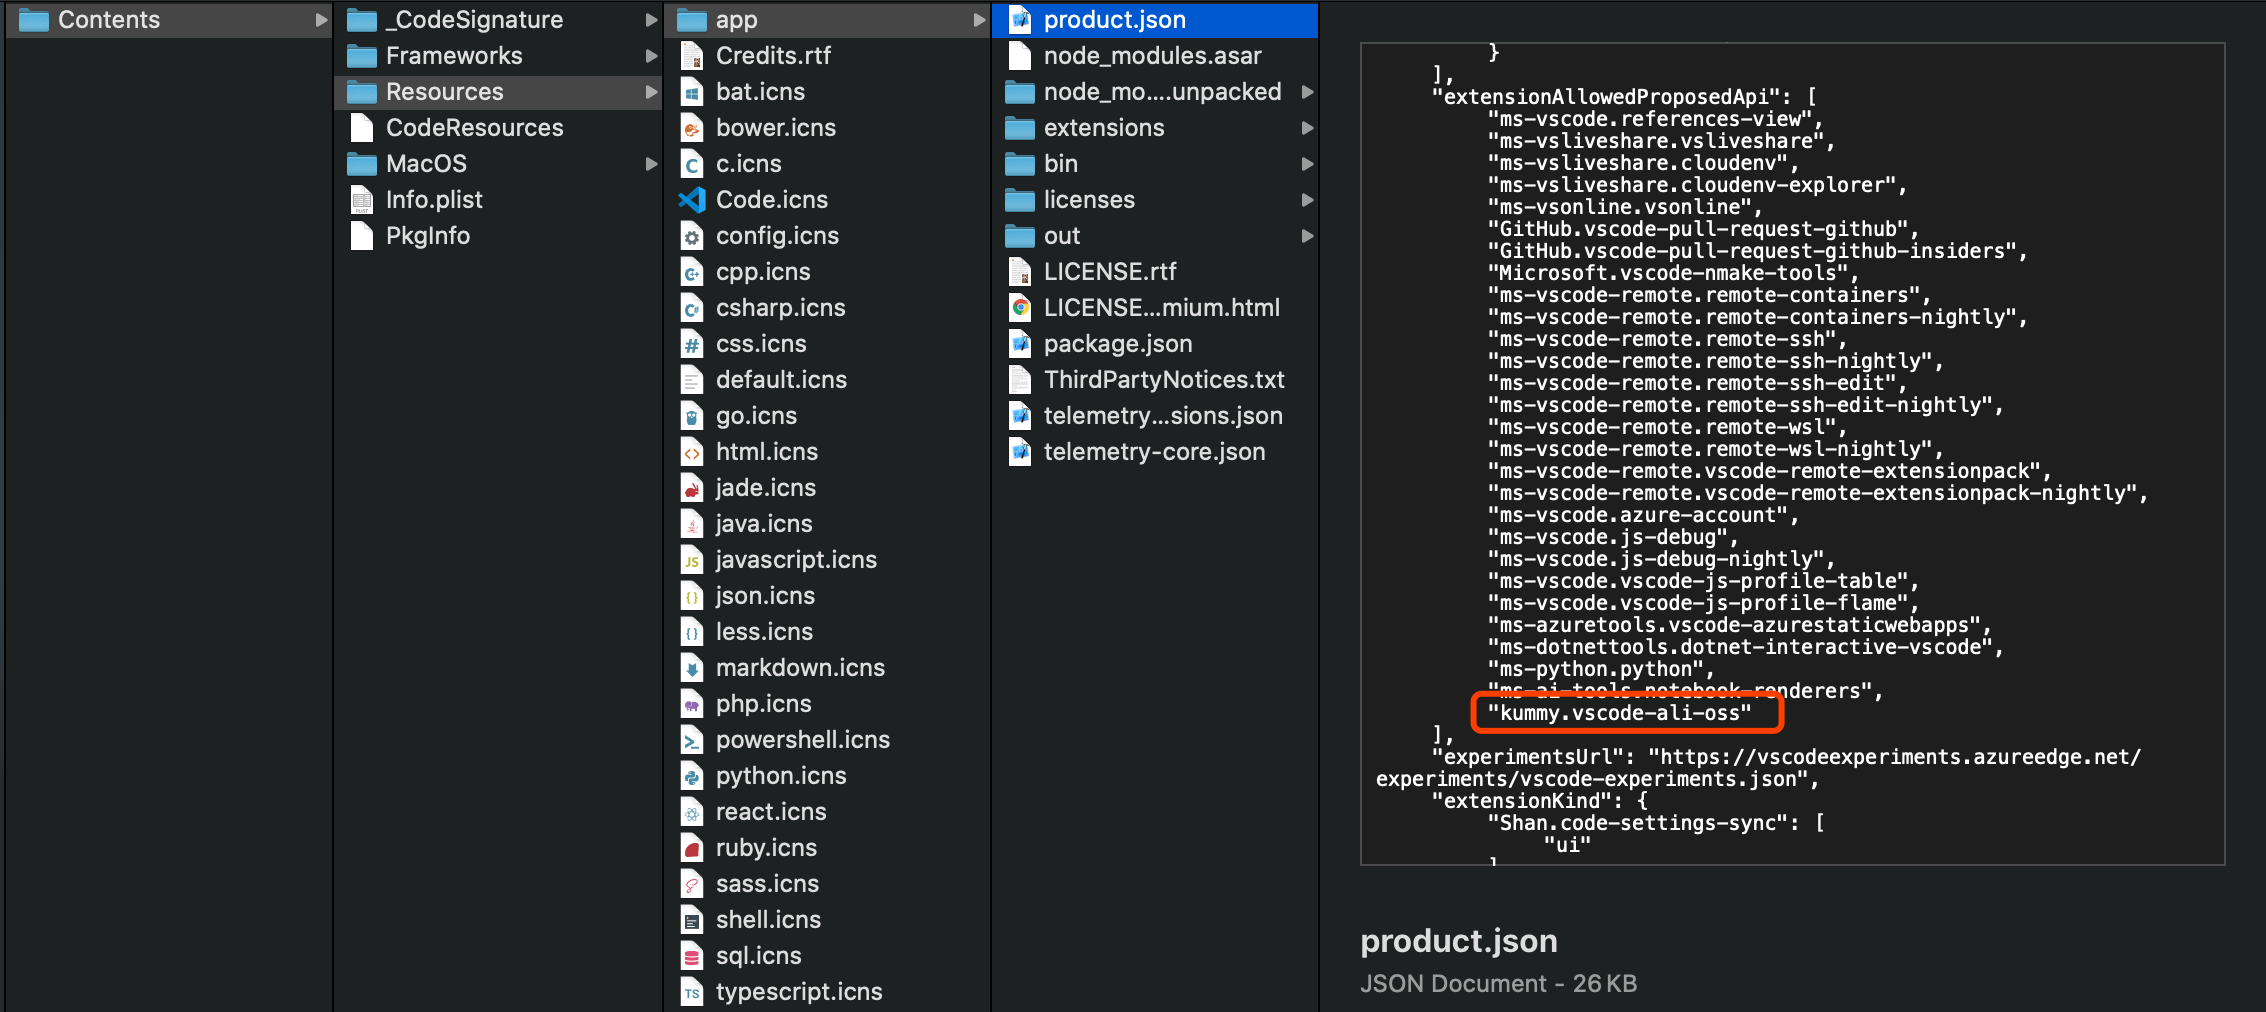 Contents
_CodeSignature
Frameworks
Resources
CodeResources
MacOS
Info.plist
PkgInfo
app
Credits.rtf
bat.icns
bower.icns
c.icns
Code.icns
config.icns
cpp.icns
csharp.icns
css.icns
default.icns
go.icns
html.icns
jade.icns
java.icns
javascript.icns
json.icns
less.icns
markdown.icns
php.icns
powershell.icns
python.icns
react.icns
ruby.icns
sass.icns
shell.icns
sql.icns
typescript.icns
product.json
node_modules.asar
node_mo....unpacked
extensions
bin
licenses
out
LICENSE.rtf
LICENSE...mium.html
package.json
ThirdPartyNotices.txt
telemetry...sions.json
telemetry-core.json
}
],
"extensionAllowedProposedApi": [
"ms-vscode.references-view",
"ms-vsliveshare.vsliveshare",
"ms-vsliveshare.cloudenv",
"ms-vsliveshare.cloudenv-explorer",
"ms-vsonline.vsonline",
"GitHub.vscode-pull-request-github",
"GitHub.vscode-pull-request-github-insiders",
"Microsoft.vscode-nmake-tools",
"ms-vscode-remote.remote-containers",
"ms-vscode-remote.remote-containers-nightly",
"ms-vscode-remote.remote-ssh",
"ms-vscode-remote.remote-ssh-nightly",
"ms-vscode-remote.remote-ssh-edit",
"ms-vscode-remote.remote-ssh-edit-nightly",
"ms-vscode-remote.remote-wsl",
"ms-vscode-remote.remote-wsl-nightly",
"ms-vscode-remote.vscode-remote-extensionpack",
"ms-vscode-remote.vscode-remote-extensionpack-nightly",
"ms-vscode.azure-account",
"ms-vscode.js-debug",
"ms-vscode.js-debug-nightly",
"ms-vscode.vscode-js-profile-table",
"ms-vscode.vscode-js-profile-flame",
"ms-azuretools.vscode-azurestaticwebapps",
"ms-dotnettools.dotnet-interactive-vscode",
"ms-python.python",
"ms-ai-tools.notebook-renderers",
"kummy.vscode-ali-oss"
],
"experimentsUrl": "https://vscodeexperiments.azureedge.net/
experiments/vscode-experiments.json",
"extensionKind": {
"Shan.code-settings-sync": [
"ui"
]
product.json
JSON Document - 26 KB